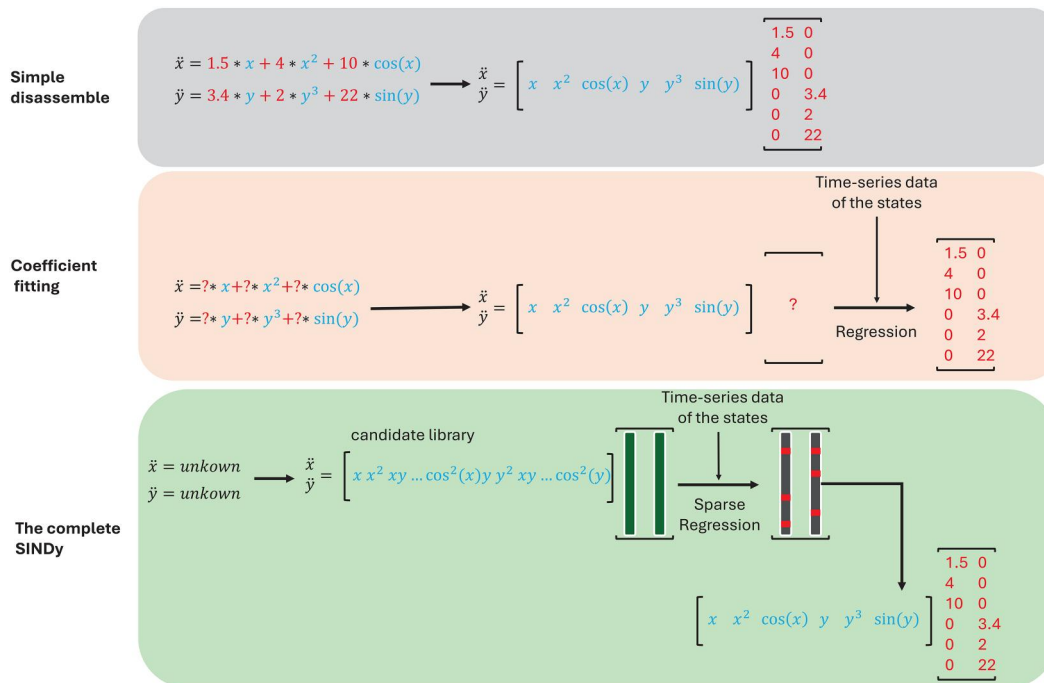 Simple
disassemble
ẍ = 1.5 * x + 4 * x² + 10 * cos(x)
ÿ = 3.4 * y + 2 * y³ + 22 * sin(y)
ẍ
ÿ =
[ x x² cos(x) y y³ sin(y) ]
1.5 0
4 0
10 0
0 3.4
0 2
0 22
Coefficient
fitting
ẍ =?* x+?* x²+?* cos(x)
ÿ =?* y+?* y³+?* sin(y)
ẍ
ÿ =
[ x x² cos(x) y y³ sin(y) ]
?
Time-series data
of the states
Regression
1.5 0
4 0
10 0
0 3.4
0 2
0 22
The complete
SINDy
ẍ = unkown
ÿ = unkown
candidate library
ẍ
ÿ =
[ x x² xy … cos²(x)y y² xy … cos²(y) ]
Time-series data
of the states
Sparse
Regression
[ x x² cos(x) y y³ sin(y) ]
1.5 0
4 0
10 0
0 3.4
0 2
0 22